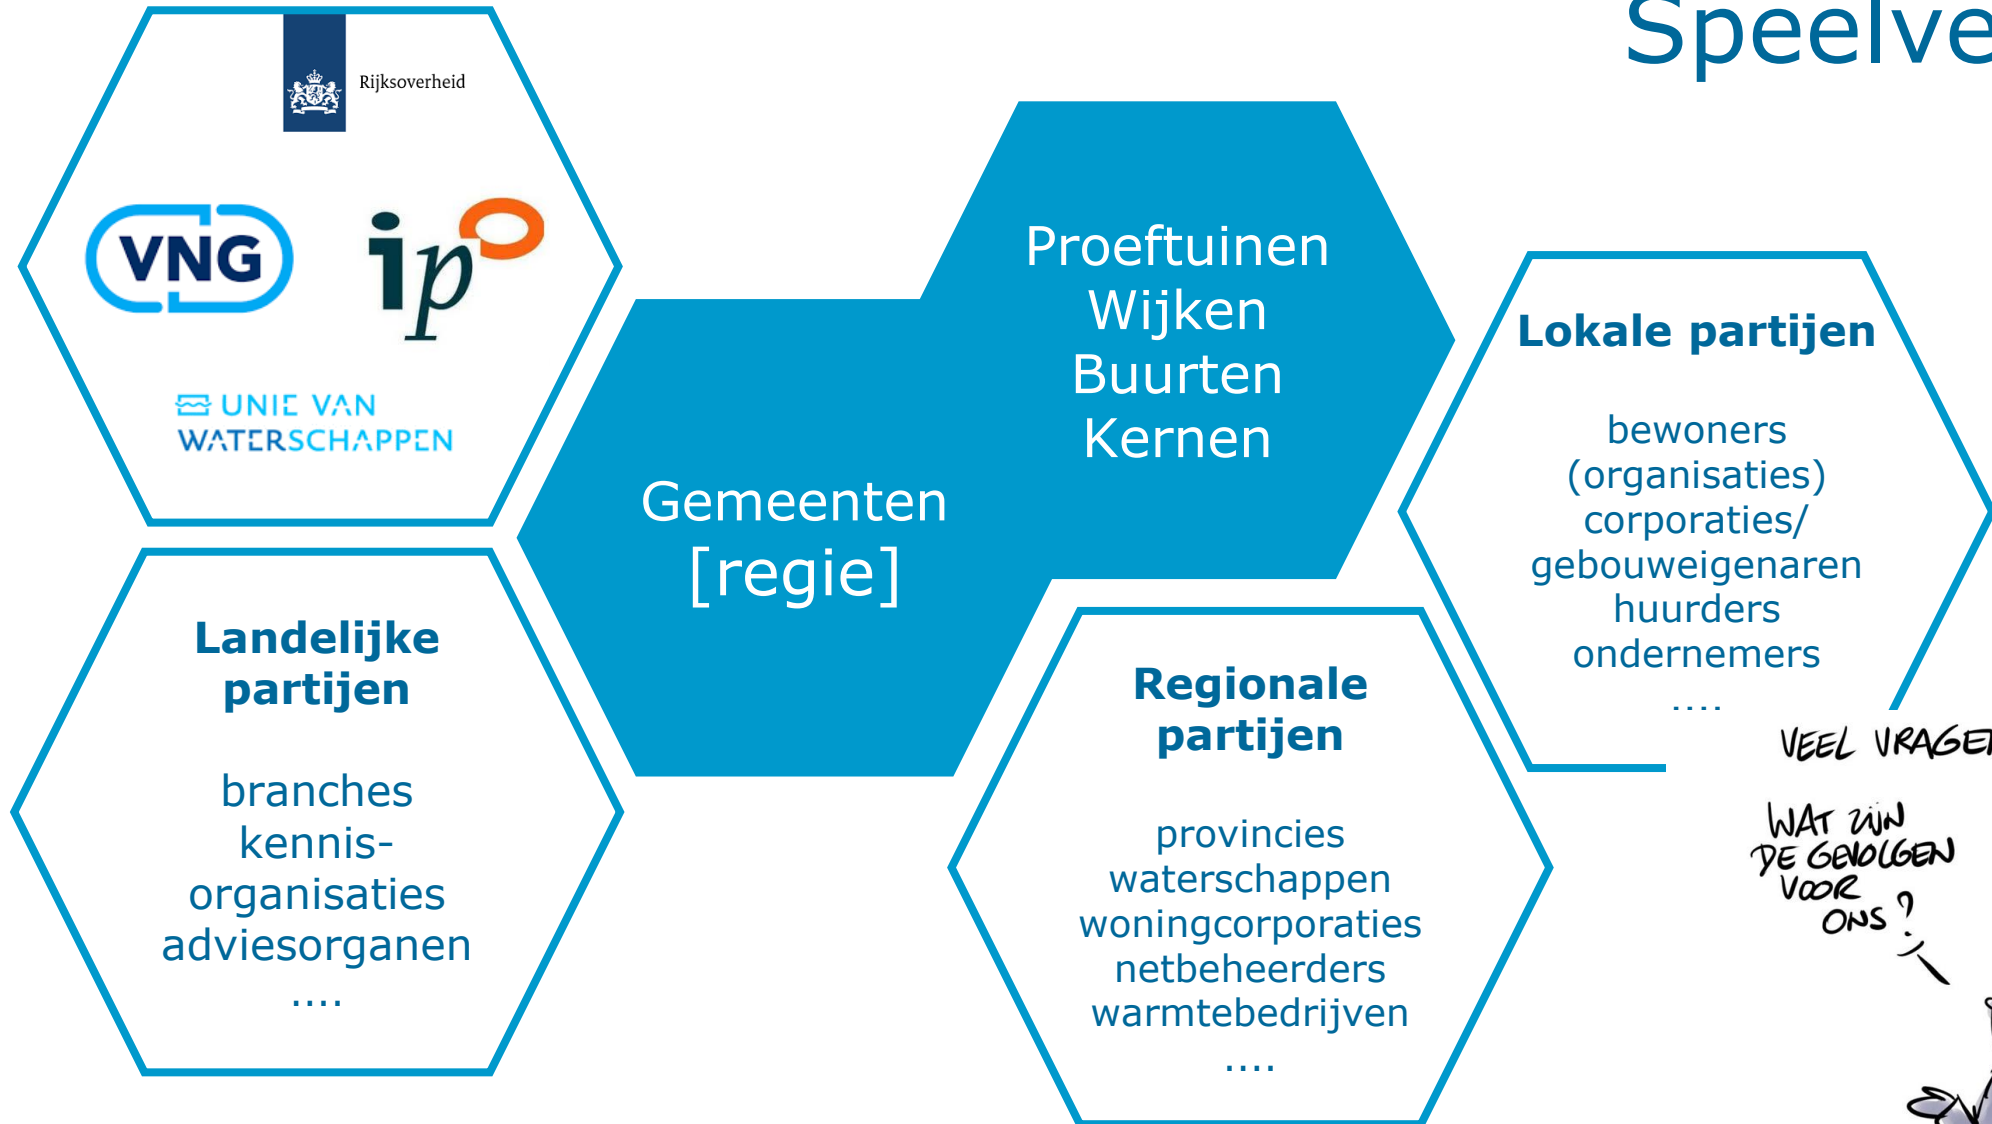 Speelve
Rijksoverheid
VNG
ipo
UNIE VAN
WATERSCHAPPEN
Proeftuinen
Wijken
Buurten
Kernen
Gemeenten
[regie]
Lokale partijen
bewoners
(organisaties)
corporaties/
gebouweigenaren
huurders
ondernemers
....
Landelijke
partijen
branches
kennis-
organisaties
adviesorganen
....
Regionale
partijen
provincies
waterschappen
woningcorporaties
netbeheerders
warmtebedrijven
....
VEEL VRAGEN
WAT ZIJN
DE GEVOLGEN
VOOR
ONS?